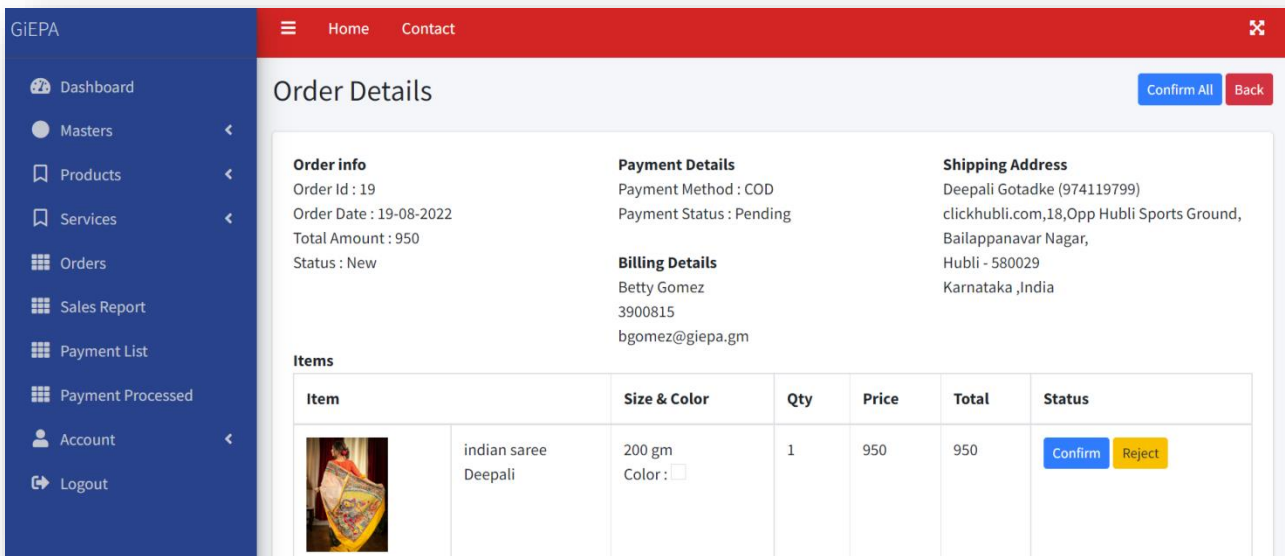 GiEPA
Home Contact
Dashboard
Masters
Products
Services
Orders
Sales Report
Payment List
Payment Processed
Account
Logout
Order Details
Confirm All Back
Order info
Order Id : 19
Order Date : 19-08-2022
Total Amount : 950
Status : New
Payment Details
Payment Method : COD
Payment Status : Pending
Billing Details
Betty Gomez
3900815
bgomez@giepa.gm
Shipping Address
Deepali Gotadke (974119799)
clickhubli.com,18,Opp Hubli Sports Ground,
Bailappanavar Nagar,
Hubli - 580029
Karnataka ,India
Items
Item Size & Color Qty Price Total Status
indian saree 200 gm 1 950 950 Confirm Reject
Deepali Color :